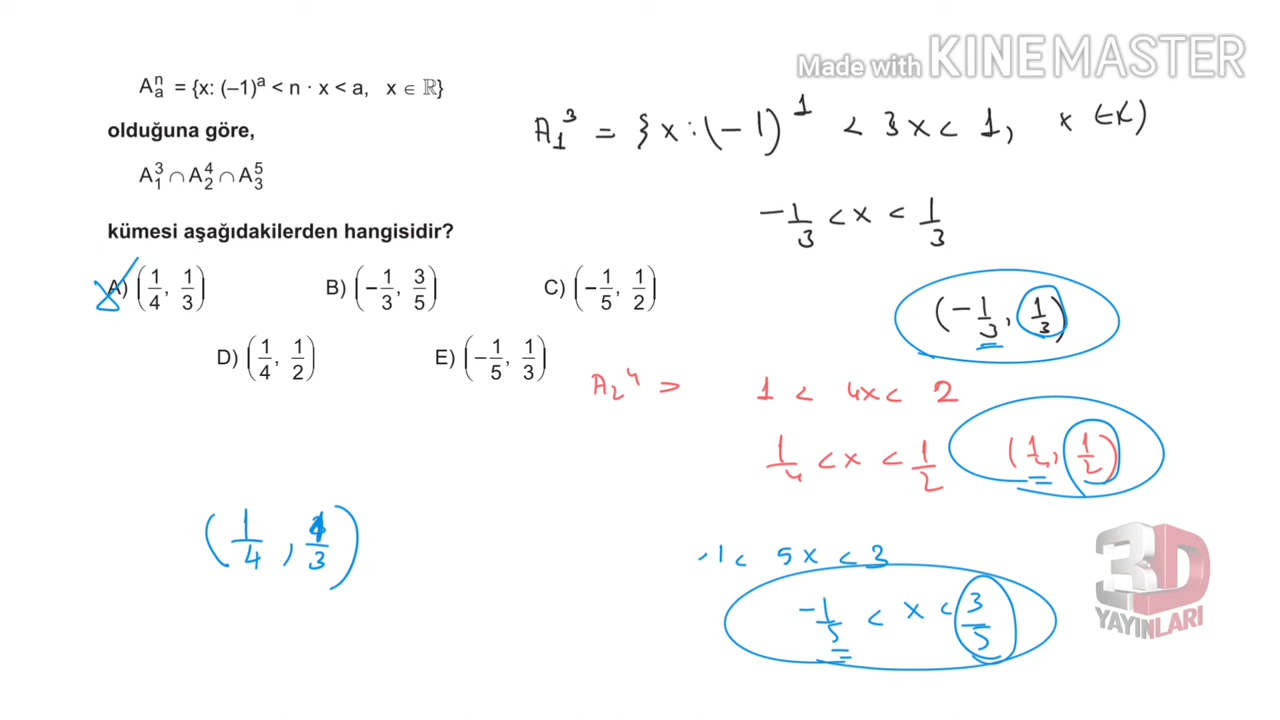 Made with KINEMASTER
Aₐⁿ = {x: (–1)ᵃ < n · x < a, x ∈ ℝ}
olduğuna göre,
A₁³ ∩ A₂⁴ ∩ A₃⁵
kümesi aşağıdakilerden hangisidir?
A) (1/4, 1/3) B) (–1/3, 3/5) C) (–1/5, 1/2)
D) (1/4, 1/2) E) (–1/5, 1/3)
A₁³ = {x : (-1)¹ < 3x < 1, x ∈
-1/3 < x < 1/3
(-1/3, 1/3)
A₂⁴ => 1 < 4x < 2
1/4 < x < 1/2 (1/4, 1/2)
(1/4, 1/3)
-1 < 5x < 3
-1/5 < x < 3/5
3D
YAYINLARI